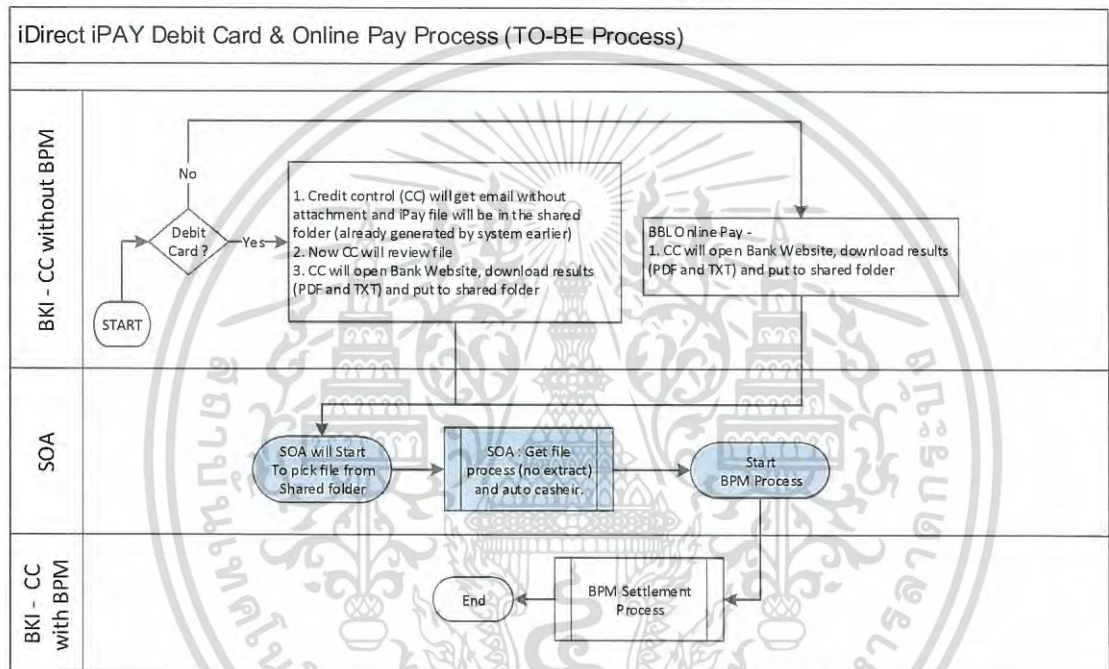 iDirect iPAY Debit Card & Online Pay Process (TO-BE Process)
BKI - CC without BPM
No
Debit
Card ?
Yes
START
1. Credit control (CC) will get email without
attachment and iPay file will be in the shared
folder (already generated by system earlier)
2. Now CC will review file
3. CC will open Bank Website, download results
(PDF and TXT) and put to shared folder
BBL Online Pay -
1. CC will open Bank Website, download results
(PDF and TXT) and put to shared folder
SOA
SOA will Start
To pick file from
Shared folder
SOA : Get file
process (no extract)
and auto casheir.
Start
BPM Process
BKI - CC
with BPM
End
BPM Settlement
Process